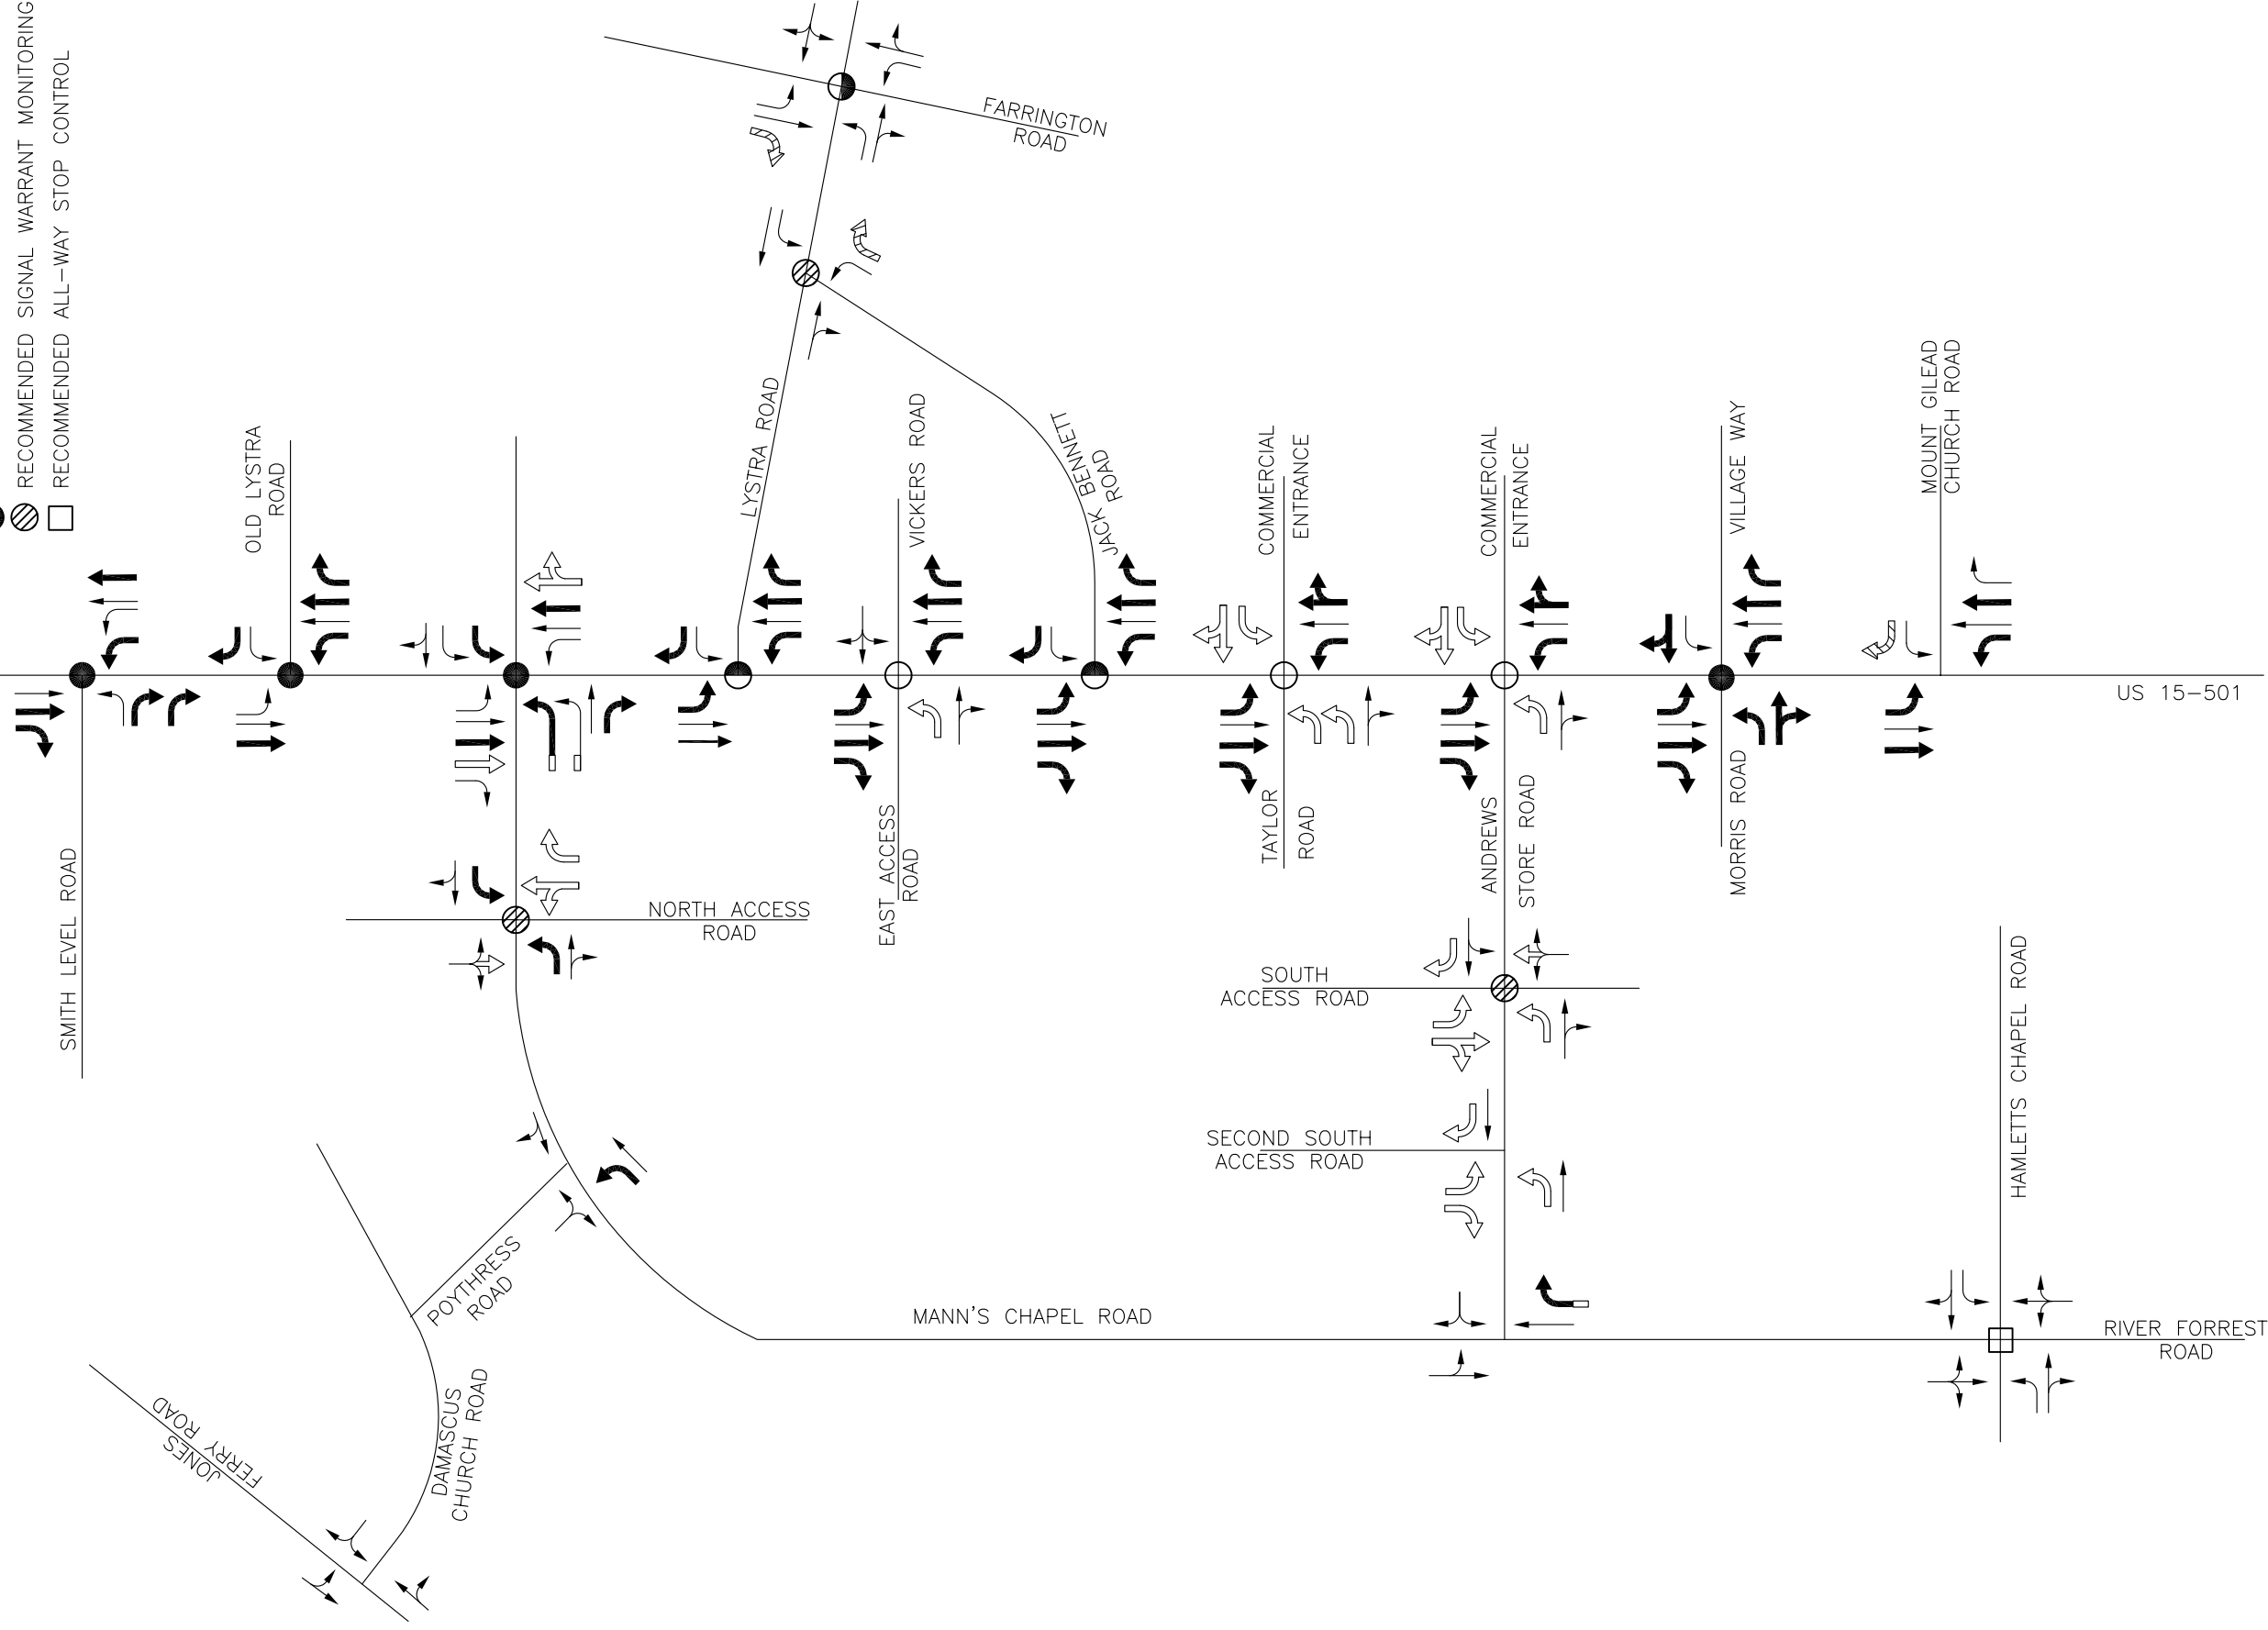 RECOMMENDED SIGNAL WARRANT MONITORING
RECOMMENDED ALL-WAY STOP CONTROL
FARRINGTON
ROAD
OLD LYSTRA
ROAD
LYSTRA ROAD
VICKERS ROAD
JACK BENNETT
ROAD
COMMERCIAL
ENTRANCE
COMMERCIAL
ENTRANCE
VILLAGE WAY
MOUNT GILEAD
CHURCH ROAD
US 15-501
SMITH LEVEL ROAD
NORTH ACCESS
ROAD
EAST ACCESS
ROAD
TAYLOR
ROAD
ANDREWS
STORE ROAD
MORRIS ROAD
SOUTH
ACCESS ROAD
SECOND SOUTH
ACCESS ROAD
HAMLETTS CHAPEL ROAD
POYTHRESS
ROAD
MANN'S CHAPEL ROAD
RIVER FORREST
ROAD
JONES
FERRY ROAD
DAMASCUS
CHURCH ROAD